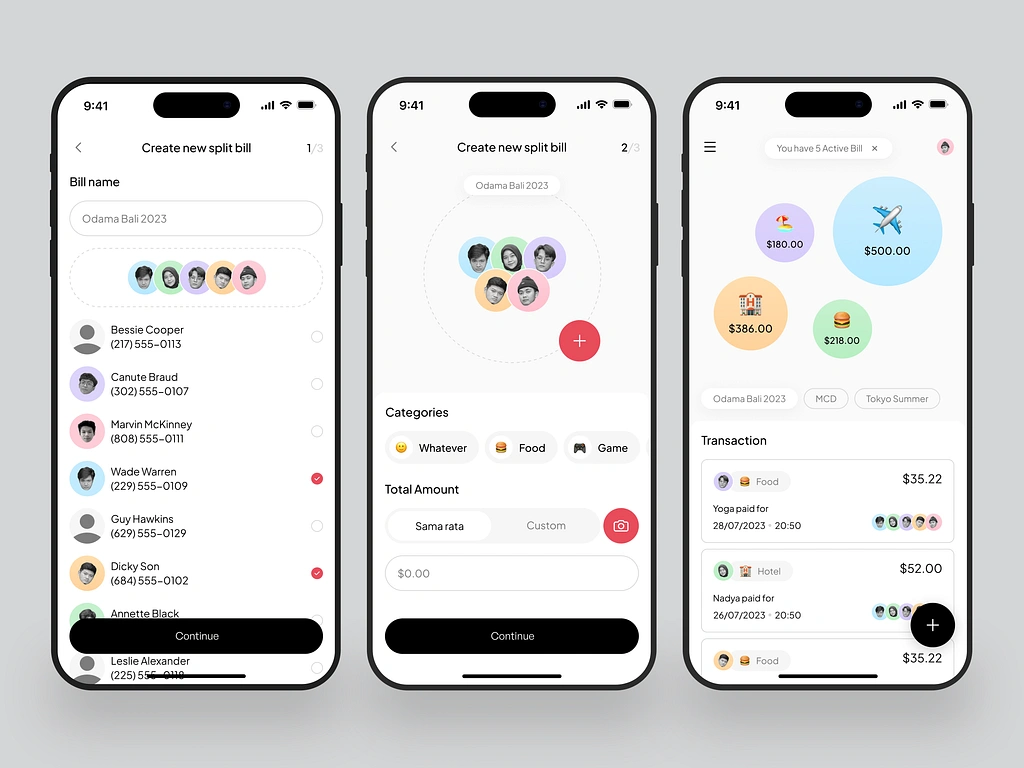 9:41
Create new split bill
1/3
Bill name
Odama Bali 2023
Bessie Cooper
(217) 555-0113
Canute Braud
(302) 555-0107
Marvin McKinney
(808) 555-0111
Wade Warren
(229) 555-0109
Guy Hawkins
(629) 555-0129
Dicky Son
(684) 555-0102
Annette Black
Continue
Leslie Alexander
(225) 555-0118
9:41
Create new split bill
2/3
Odama Bali 2023
Categories
Whatever
Food
Game
Total Amount
Sama rata
Custom
$0.00
Continue
9:41
You have 5 Active Bill ×
$180.00
$500.00
$386.00
$218.00
Odama Bali 2023
MCD
Tokyo Summer
Transaction
Food
$35.22
Yoga paid for
28/07/2023 • 20:50
Hotel
$52.00
Nadya paid for
26/07/2023 • 20:50
Food
$35.22